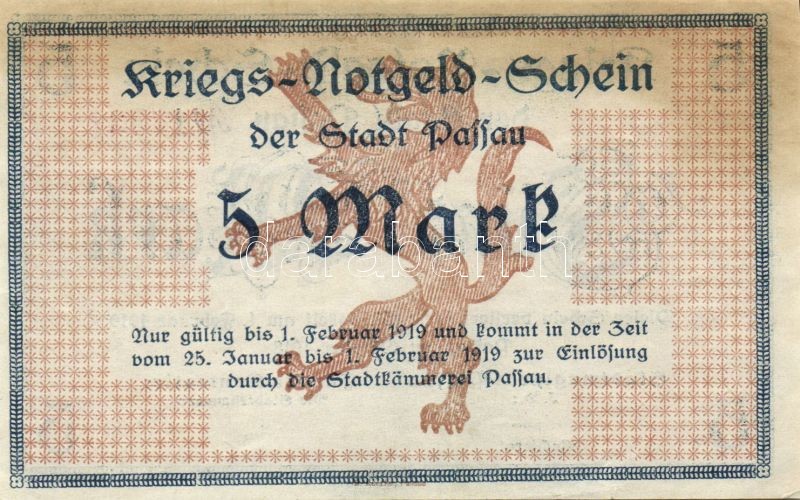 Kriegs-Notgeld-Schein
der Stadt Paſſau
5 Mark
darabanth
Nur gültig bis 1. Februar 1919 und kommt in der Zeit
vom 25. Januar bis 1. Februar 1919 zur Einlöſung
durch die Stadtkämmerei Paſſau.